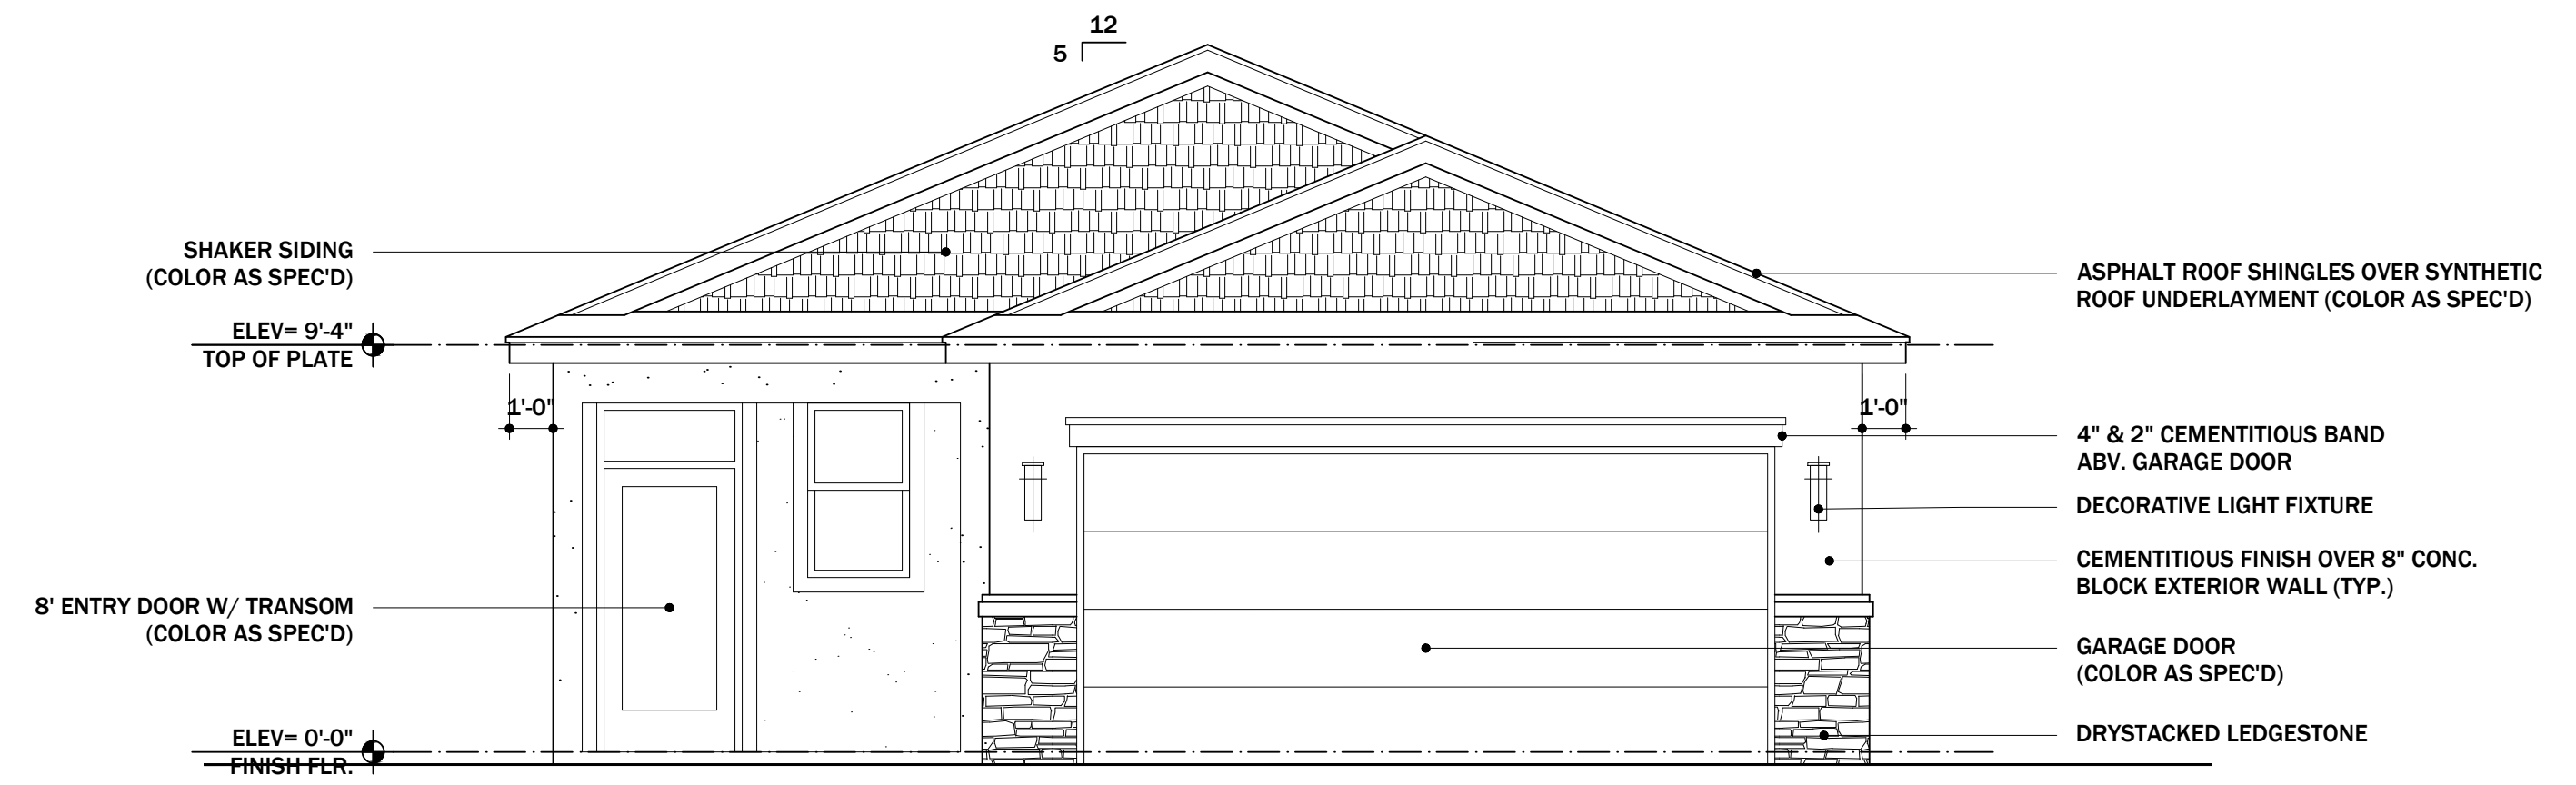 12
5
SHAKER SIDING
(COLOR AS SPEC'D)
ASPHALT ROOF SHINGLES OVER SYNTHETIC
ROOF UNDERLAYMENT (COLOR AS SPEC'D)
ELEV= 9'-4"
TOP OF PLATE
1'-0"
1'-0"
4" & 2" CEMENTITIOUS BAND
ABV. GARAGE DOOR
DECORATIVE LIGHT FIXTURE
CEMENTITIOUS FINISH OVER 8" CONC.
BLOCK EXTERIOR WALL (TYP.)
8' ENTRY DOOR W/ TRANSOM
(COLOR AS SPEC'D)
GARAGE DOOR
(COLOR AS SPEC'D)
DRYSTACKED LEDGESTONE
ELEV= 0'-0"
FINISH FLR.